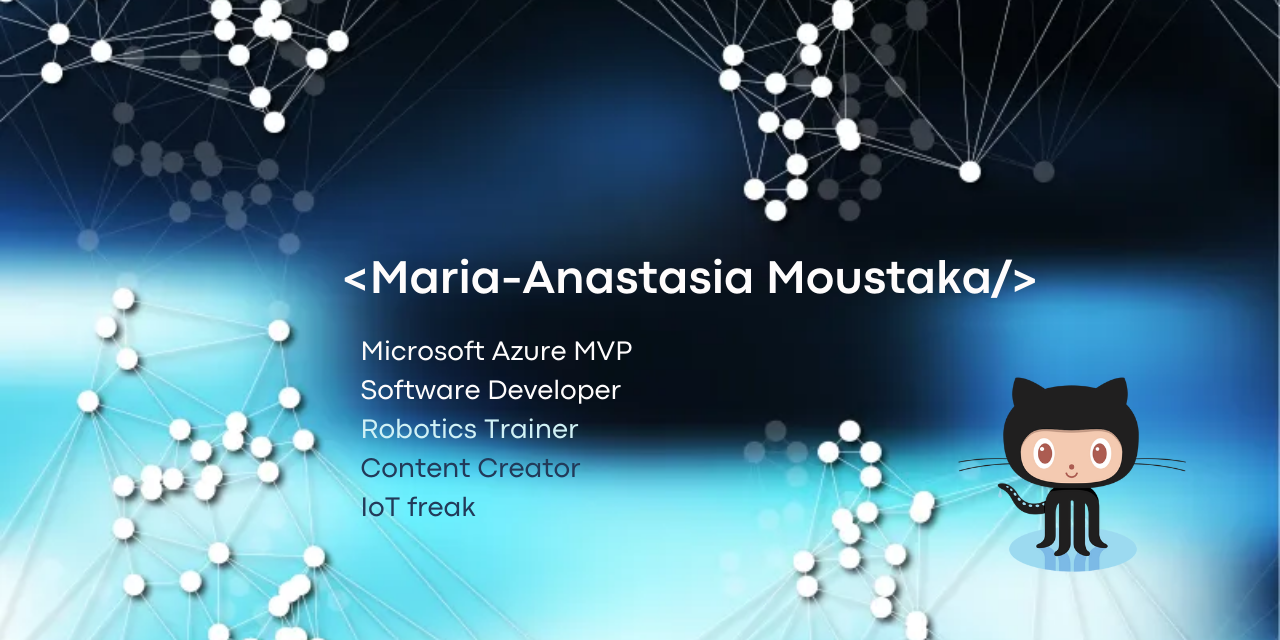 <Maria-Anastasia Moustaka/>
Microsoft Azure MVP
Software Developer
Robotics Trainer
Content Creator
IoT freak